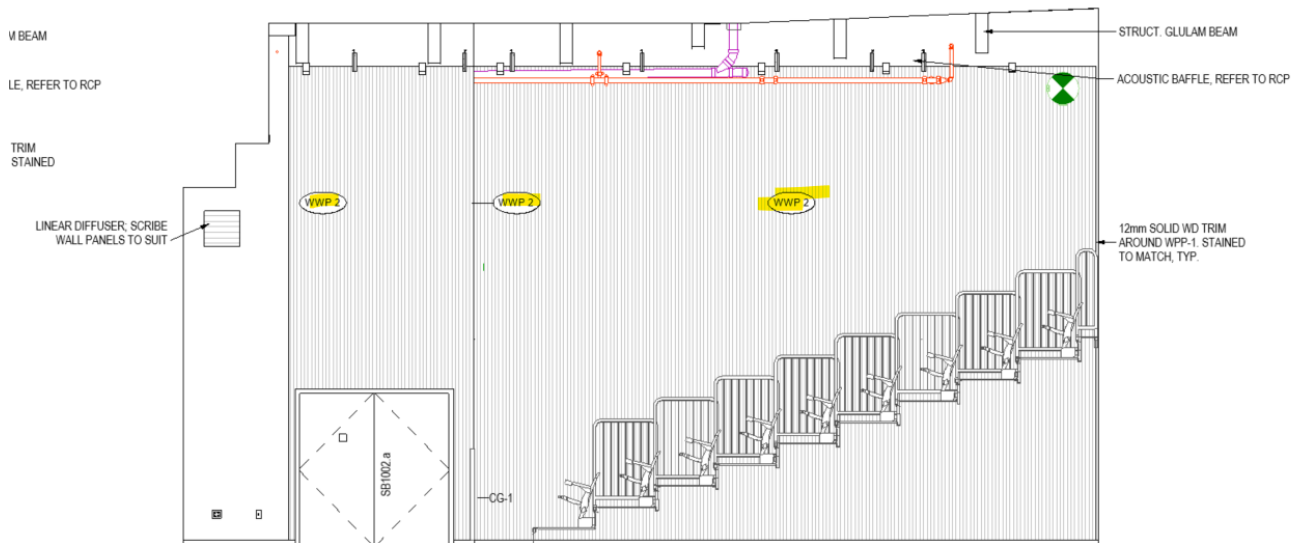 M BEAM
STRUCT. GLULAM BEAM
LE, REFER TO RCP
ACOUSTIC BAFFLE, REFER TO RCP
TRIM
STAINED
WWP 2
WWP 2
WWP 2
LINEAR DIFFUSER; SCRIBE
WALL PANELS TO SUIT
12mm SOLID WD TRIM
AROUND WPP-1. STAINED
TO MATCH, TYP.
SB1002.a
CG-1